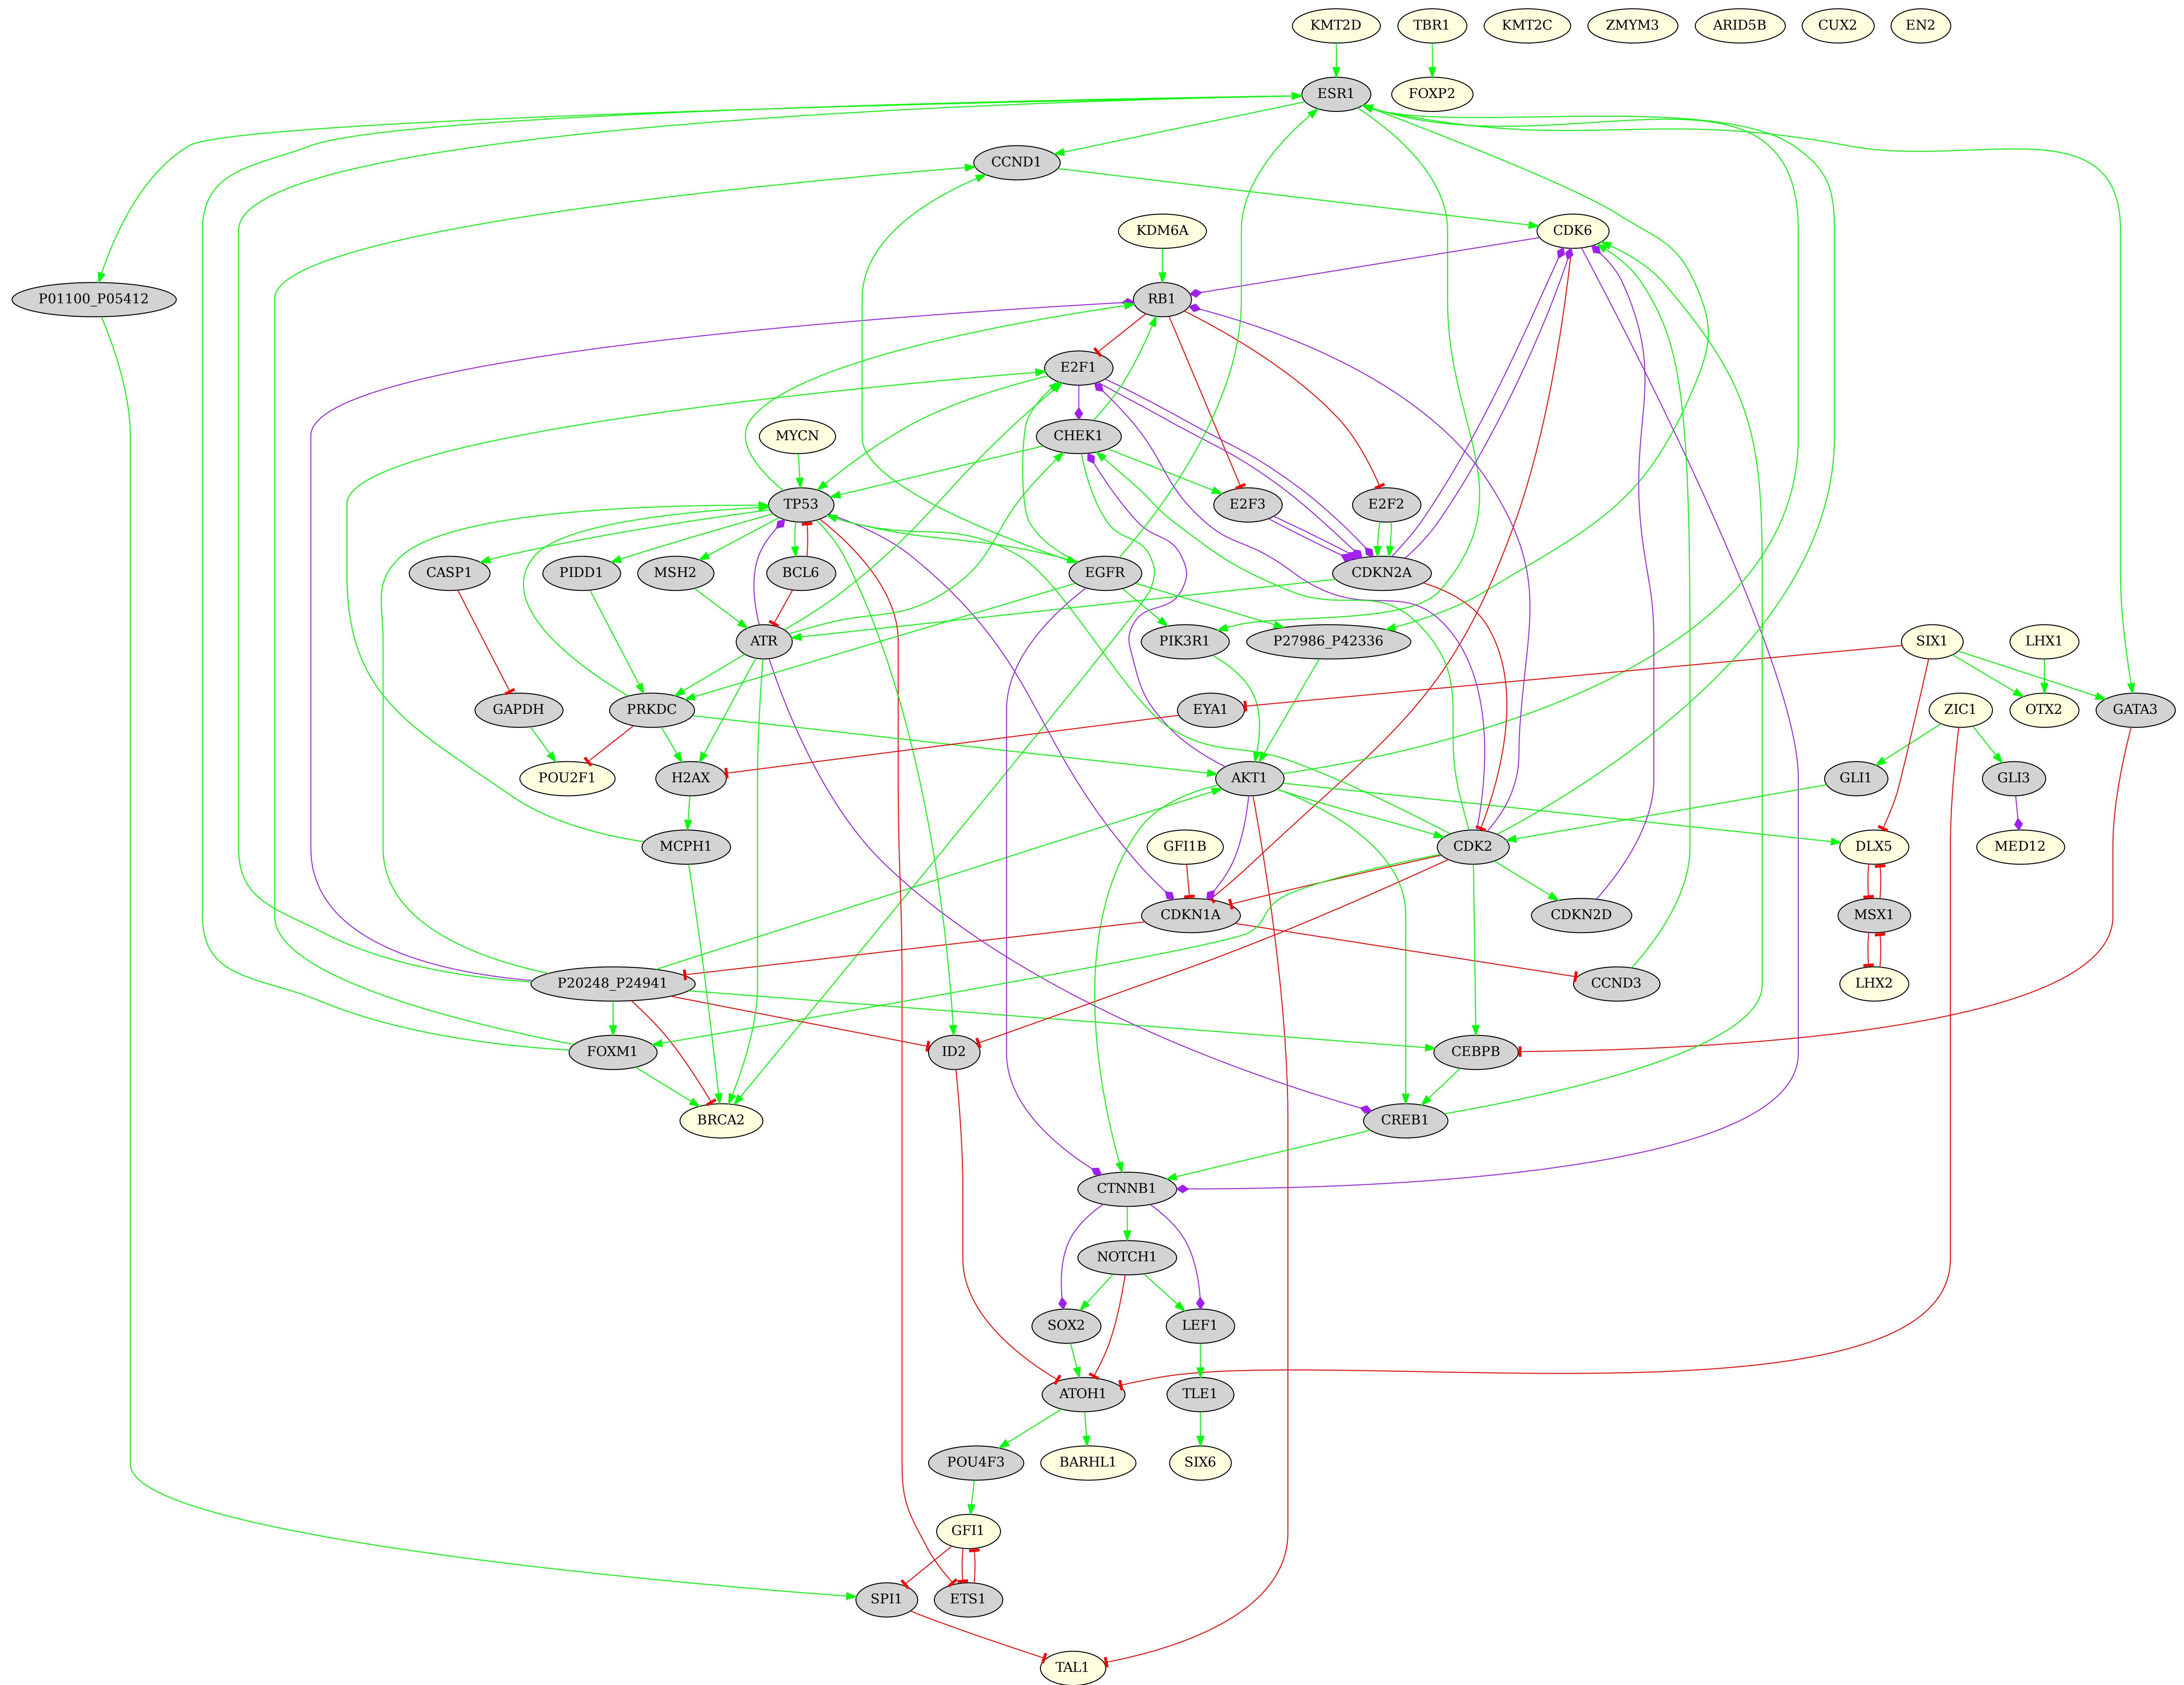 KMT2D TBR1 KMT2C ZMYM3 ARID5B CUX2 EN2
ESR1 FOXP2
CCND1
KDM6A CDK6
P01100_P05412 RB1
E2F1
MYCN CHEK1
TP53 E2F3 E2F2
CASP1 PIDD1 MSH2 BCL6 EGFR CDKN2A
ATR PIK3R1 P27986_P42336 SIX1 LHX1
GAPDH PRKDC EYA1 ZIC1 OTX2 GATA3
POU2F1 H2AX AKT1 GLI1 GLI3
MCPH1 GFI1B CDK2 DLX5 MED12
CDKN1A CDKN2D MSX1
P20248_P24941 CCND3 LHX2
FOXM1 ID2 CEBPB
BRCA2 CREB1
CTNNB1
NOTCH1
SOX2 LEF1
ATOH1 TLE1
POU4F3 BARHL1 SIX6
GFI1
SPI1 ETS1
TAL1